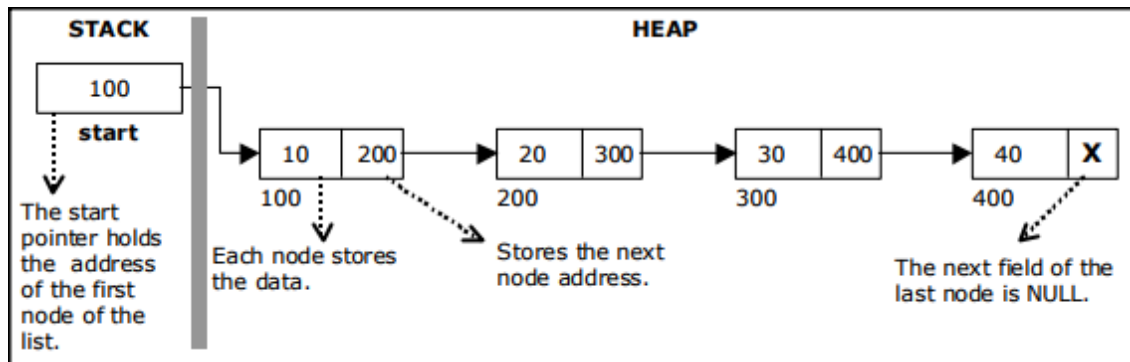 STACK
HEAP
100
start
10 200
20 300
30 400
40 X
100
200
300
400
The start
pointer holds
the address
of the first
node of the
list.
Each node stores
the data.
Stores the next
node address.
The next field of the
last node is NULL.